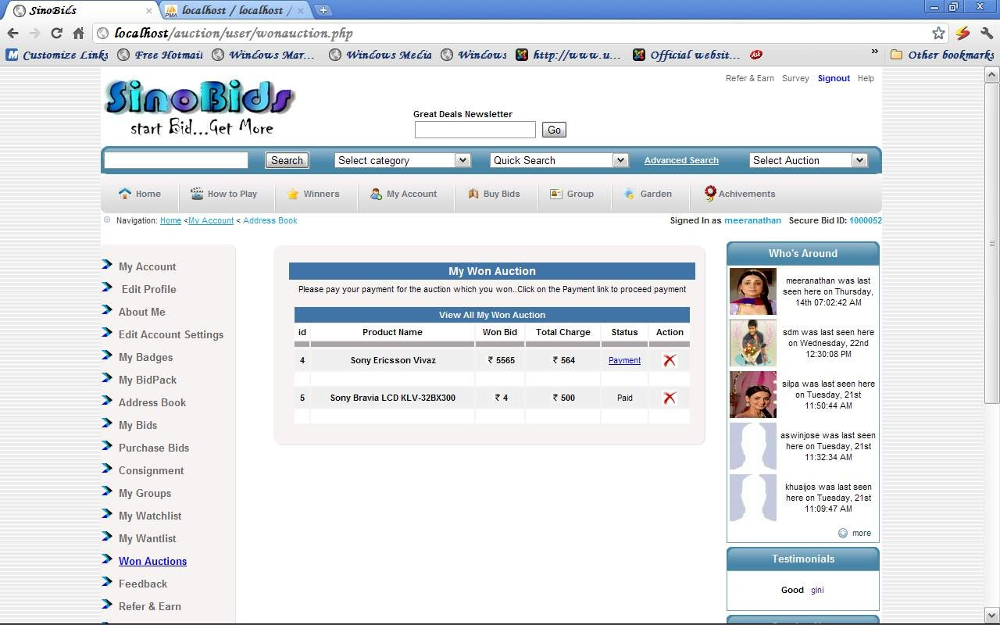 SinoBids
PMA localhost / localhost /
localhost/auction/user/wonauction.php
Customize Links Free Hotmail Windows Mar... Windows Media Windows http://www.u... Official websit... Ask » Other bookmarks
SinoBids
start Bid...Get More
Refer & Earn Survey Signout Help
Great Deals Newsletter
Go
Search Select category Quick Search Advanced Search Select Auction
Home How to Play Winners My Account Buy Bids Group Garden Achivements
Navigation: Home <My Account < Address Book
Signed In as meeranathan Secure Bid ID: 1000052
My Account
Edit Profile
About Me
Edit Account Settings
My Badges
My BidPack
Address Book
My Bids
Purchase Bids
Consignment
My Groups
My Watchlist
My Wantlist
Won Auctions
Feedback
Refer & Earn
My Won Auction
Please pay your payment for the auction which you won..Click on the Payment link to proceed payment
View All My Won Auction
id Product Name Won Bid Total Charge Status Action
4 Sony Ericsson Vivaz ₹ 5565 ₹ 564 Payment
5 Sony Bravia LCD KLV-32BX300 ₹ 4 ₹ 500 Paid
Who's Around
meeranathan was last
seen here on Thursday,
14th 07:02:42 AM
sdm was last seen here
on Wednesday, 22nd
12:30:08 PM
silpa was last seen here
on Tuesday, 21st
11:50:44 AM
aswinjose was last seen
here on Tuesday, 21st
11:32:34 AM
khusijos was last seen
here on Tuesday, 21st
11:09:47 AM
more
Testimonials
Good gini